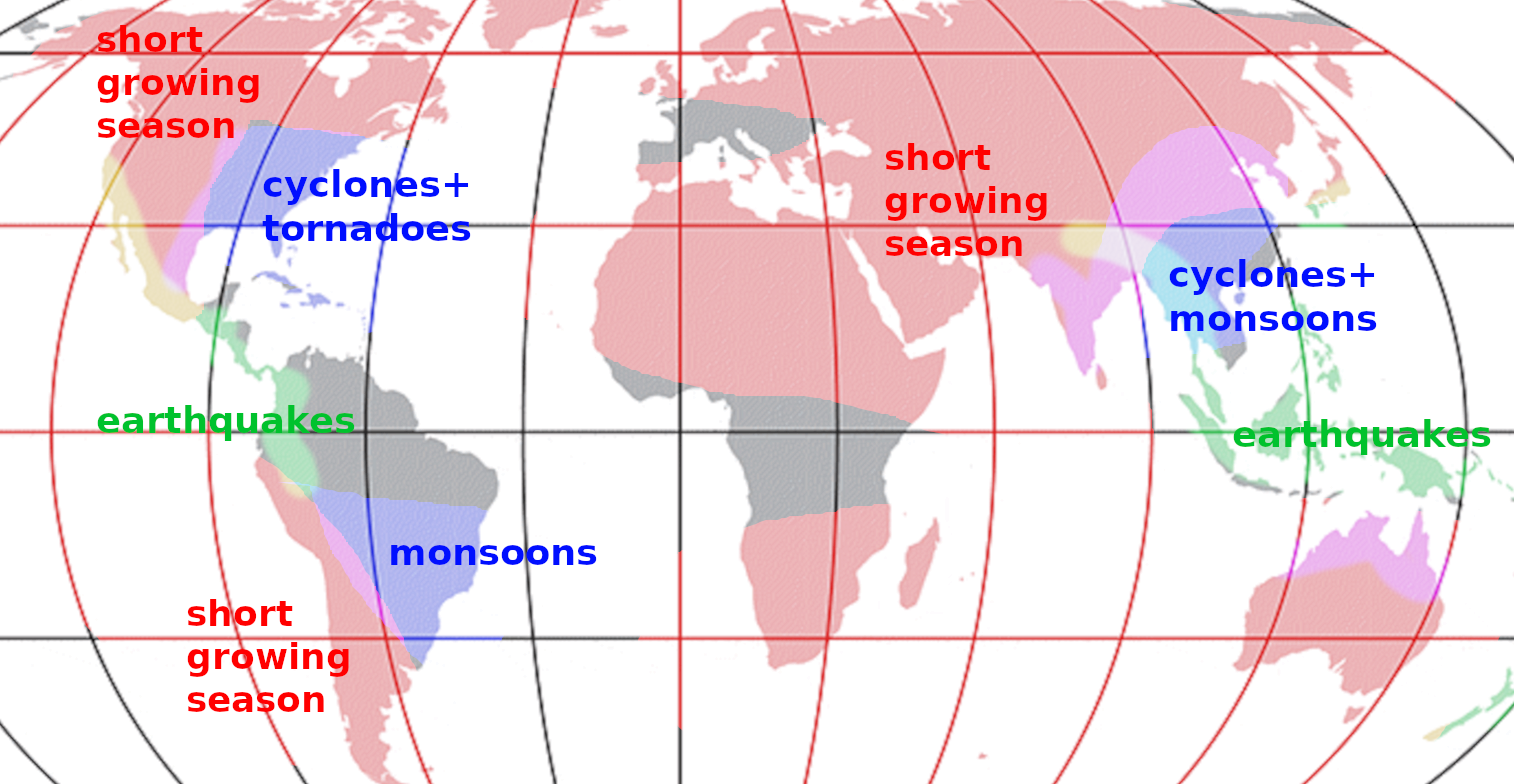 short
growing
season
cyclones+
tornadoes
short
growing
season
cyclones+
monsoons
earthquakes
earthquakes
monsoons
short
growing
season